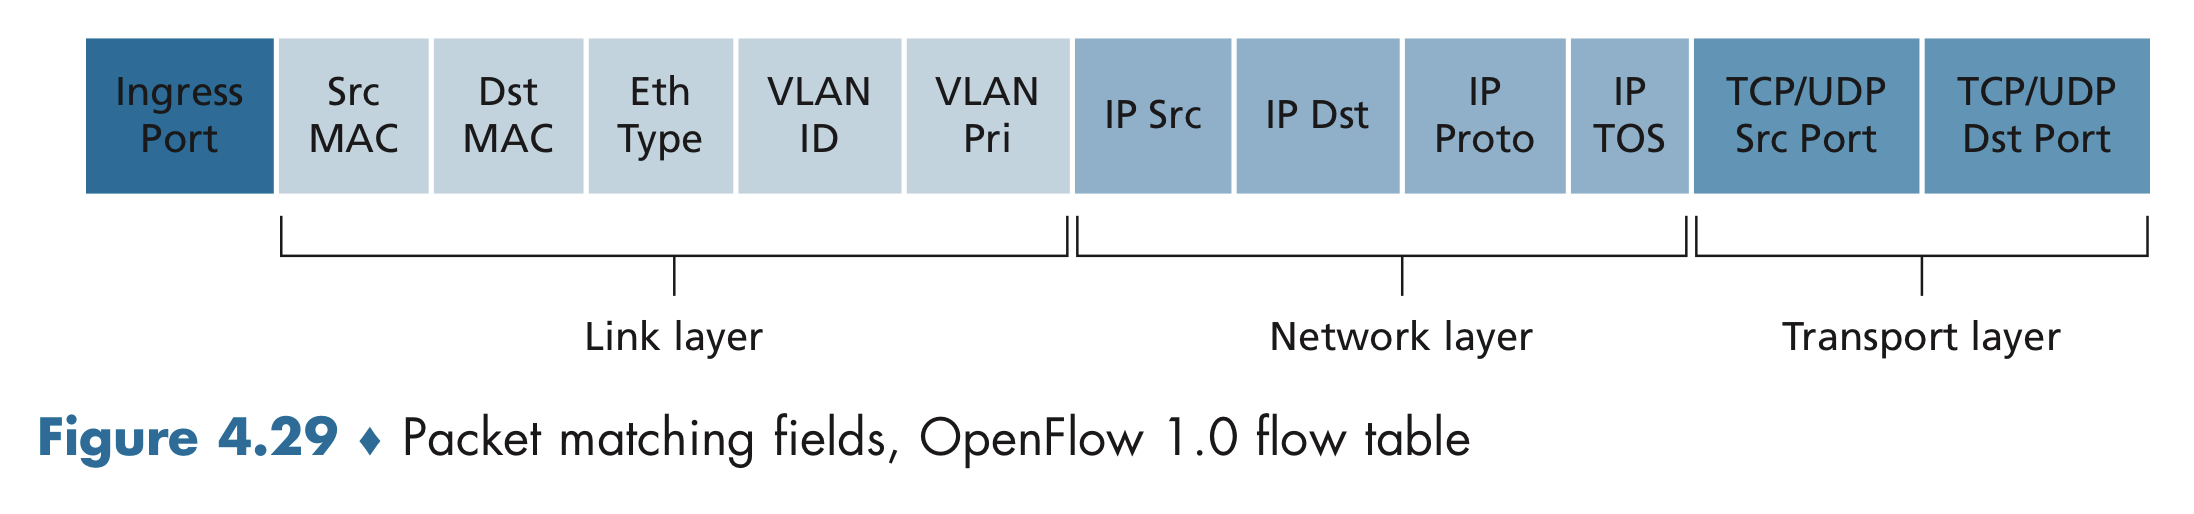 Ingress Port
Src MAC
Dst MAC
Eth Type
VLAN ID
VLAN Pri
IP Src
IP Dst
IP Proto
IP TOS
TCP/UDP Src Port
TCP/UDP Dst Port
Link layer
Network layer
Transport layer
Figure 4.29 ♦ Packet matching fields, OpenFlow 1.0 flow table